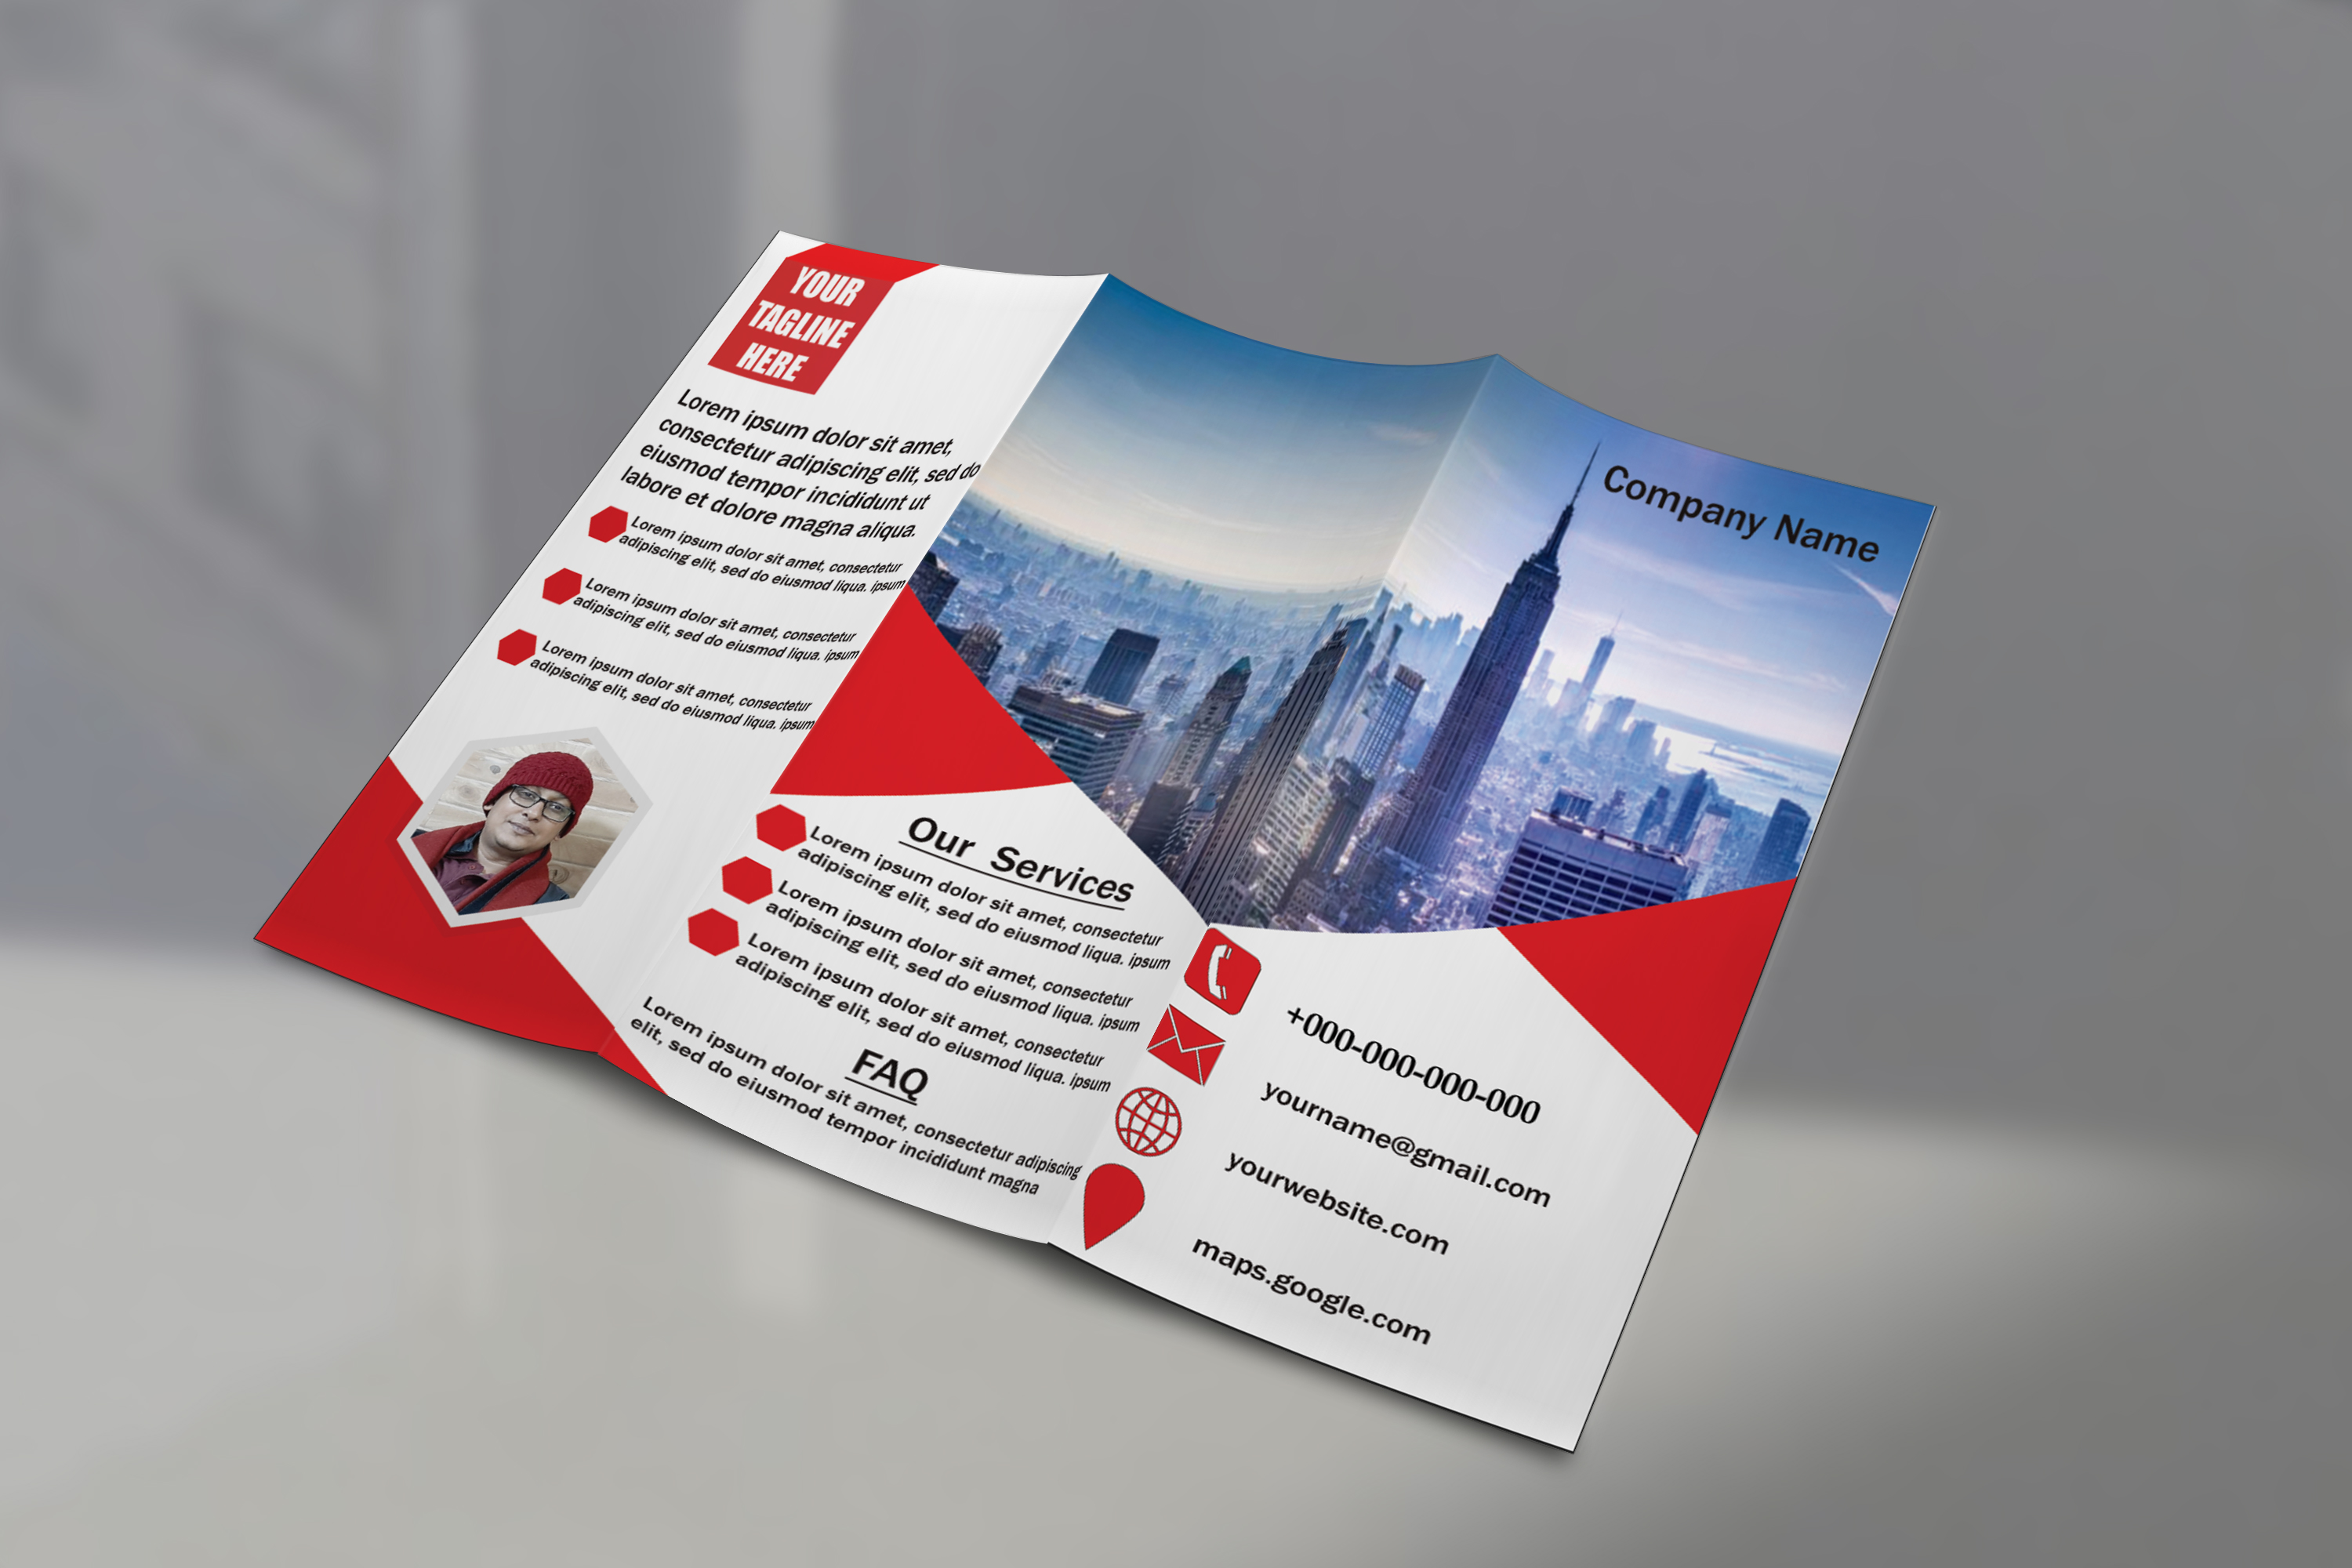 YOUR
TAGLINE
HERE
Lorem ipsum dolor sit amet,
consectetur adipiscing elit, sed do
eiusmod tempor incididunt ut
labore et dolore magna aliqua.
Lorem ipsum dolor sit amet, consectetur
adipiscing elit, sed do eiusmod liqua. ipsum
Lorem ipsum dolor sit amet, consectetur
adipiscing elit, sed do eiusmod liqua. ipsum
Lorem ipsum dolor sit amet, consectetur
adipiscing elit, sed do eiusmod liqua. ipsum
Our Services
Lorem ipsum dolor sit amet, consectetur
adipiscing elit, sed do eiusmod liqua. ipsum
Lorem ipsum dolor sit amet, consectetur
adipiscing elit, sed do eiusmod liqua. ipsum
Lorem ipsum dolor sit amet, consectetur
adipiscing elit, sed do eiusmod liqua. ipsum
FAQ
Lorem ipsum dolor sit amet, consectetur adipiscing
elit, sed do eiusmod tempor incididunt magna
Company Name
+000-000-000-000
yourname@gmail.com
yourwebsite.com
maps.google.com